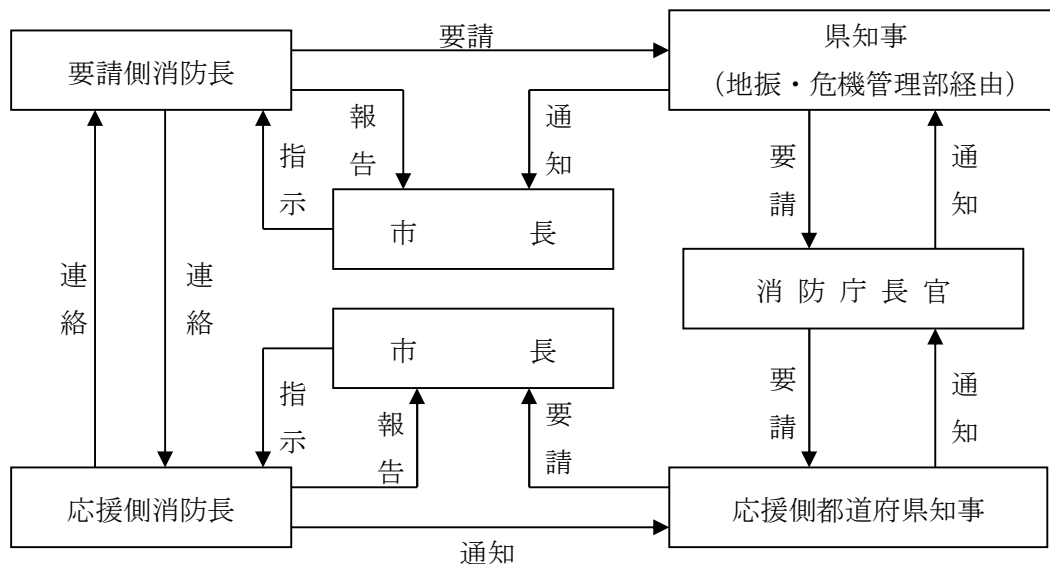 要請
要請側消防長
県知事
（地振・危機管理部経由）
報告
通知
指示
要請
通知
市 長
連絡
連絡
消 防 庁 長 官
市 長
指示
報告
要請
要請
通知
応援側消防長
応援側都道府県知事
通知